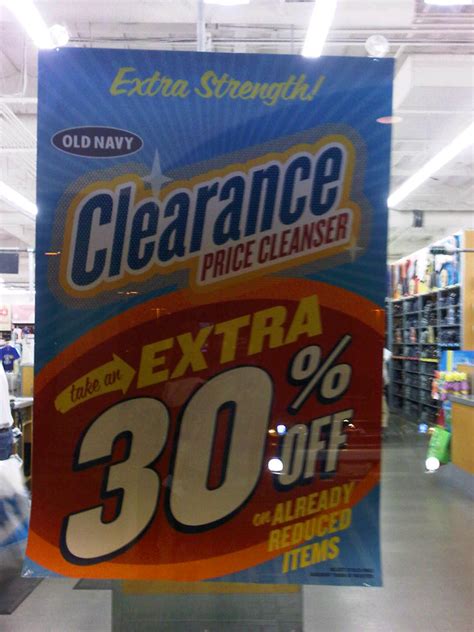 Extra Strength!
OLD NAVY
Clearance
PRICE CLEANSER
take an EXTRA
30% OFF
on ALREADY
REDUCED
ITEMS